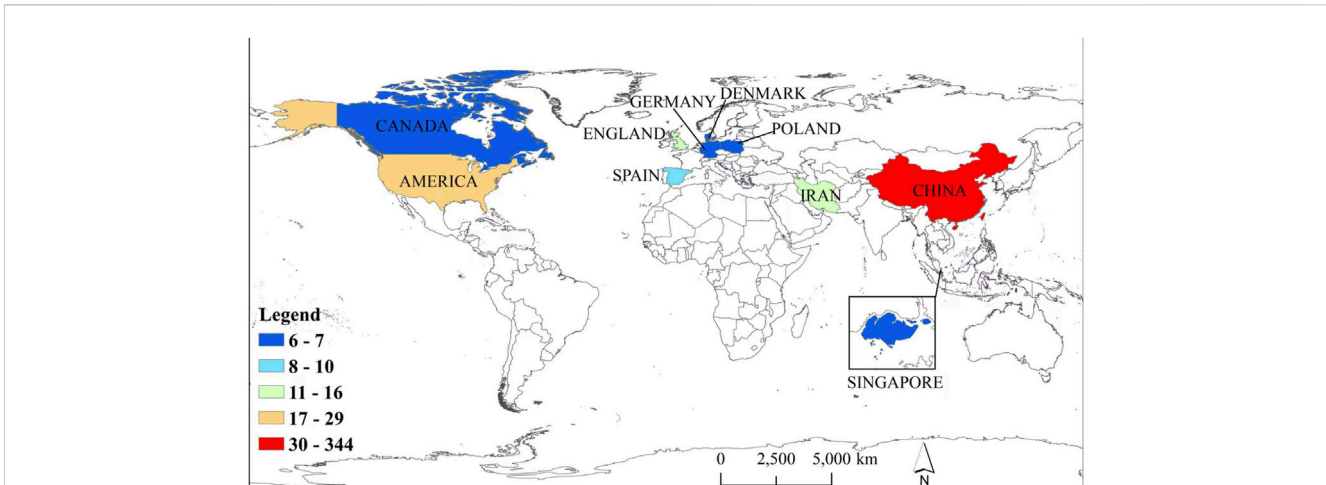 DENMARK
GERMANY
CANADA
ENGLAND
POLAND
SPAIN
AMERICA
IRAN
CHINA
Legend
6 - 7
8 - 10
11 - 16
17 - 29
30 - 344
SINGAPORE
0 2,500 5,000 km
N